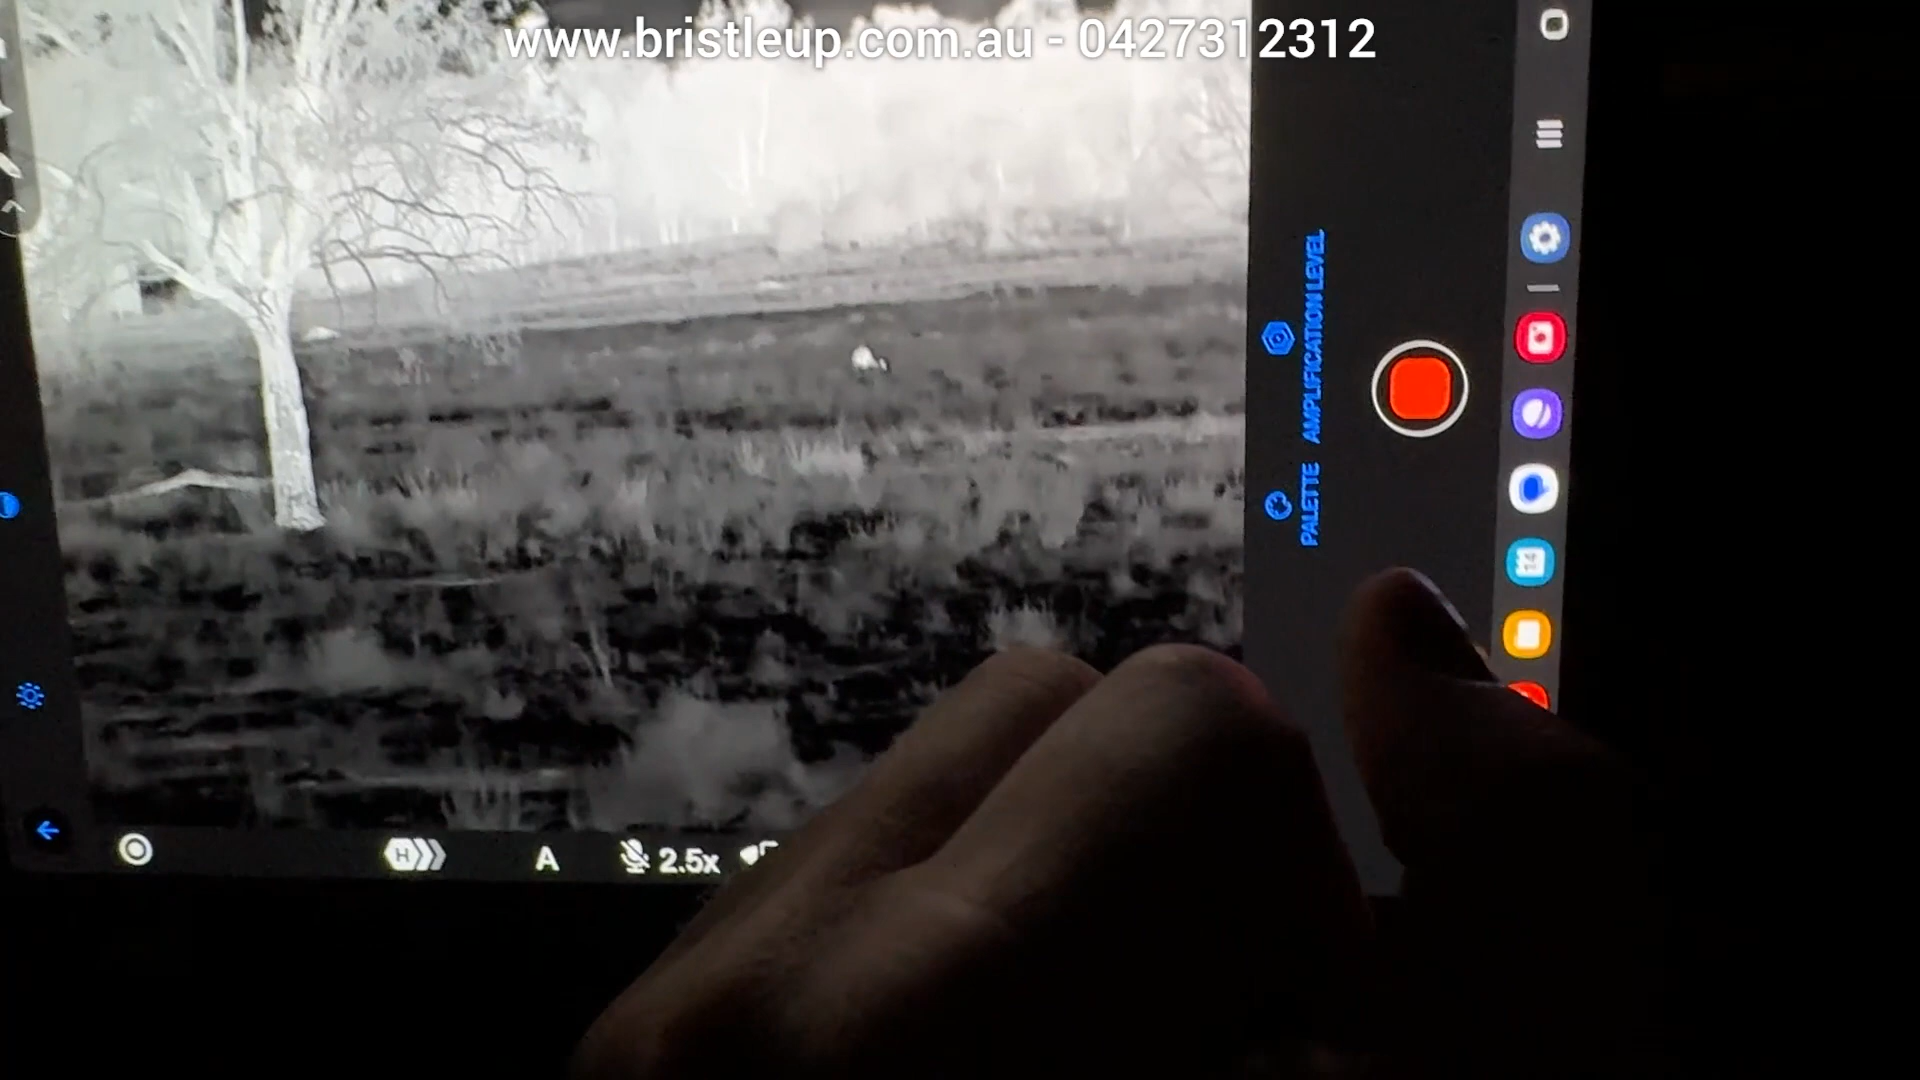 www.bristleup.com.au - 0427312312
AMPLIFICATION LEVEL
PALETTE
H
A
2.5x